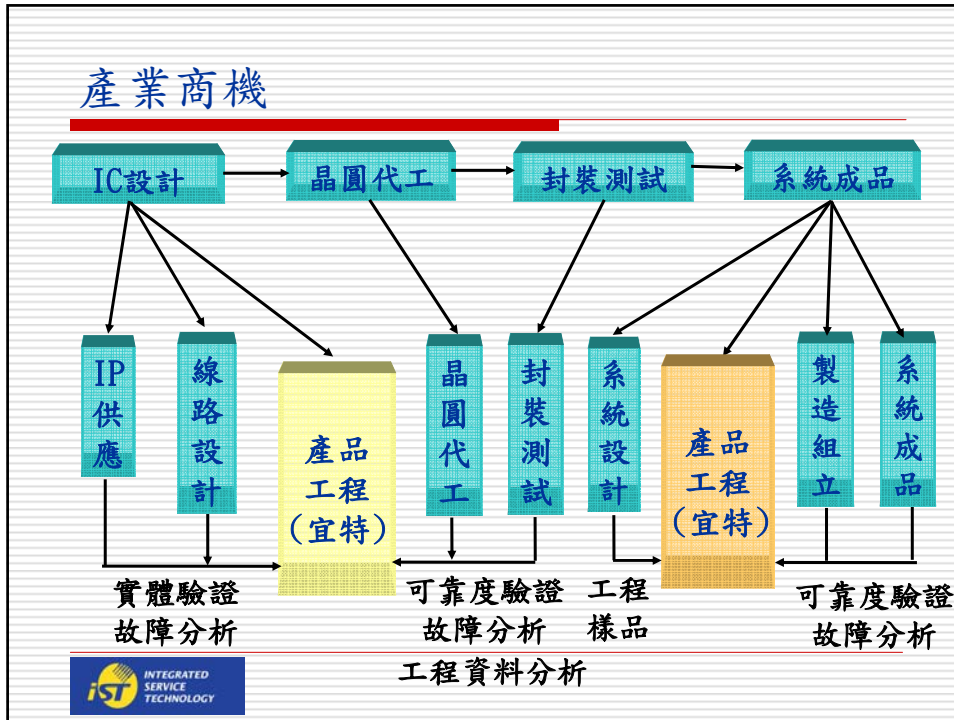 產業商機
IC設計
晶圓代工
封裝測試
系統成品
IP供應
線路設計
產品
工程
(宜特)
晶圓代工
封裝測試
系統設計
產品
工程
(宜特)
製造組立
系統成品
實體驗證
故障分析
可靠度驗證
故障分析
工程資料分析
工程
樣品
可靠度驗證
故障分析
iST
INTEGRATED
SERVICE
TECHNOLOGY